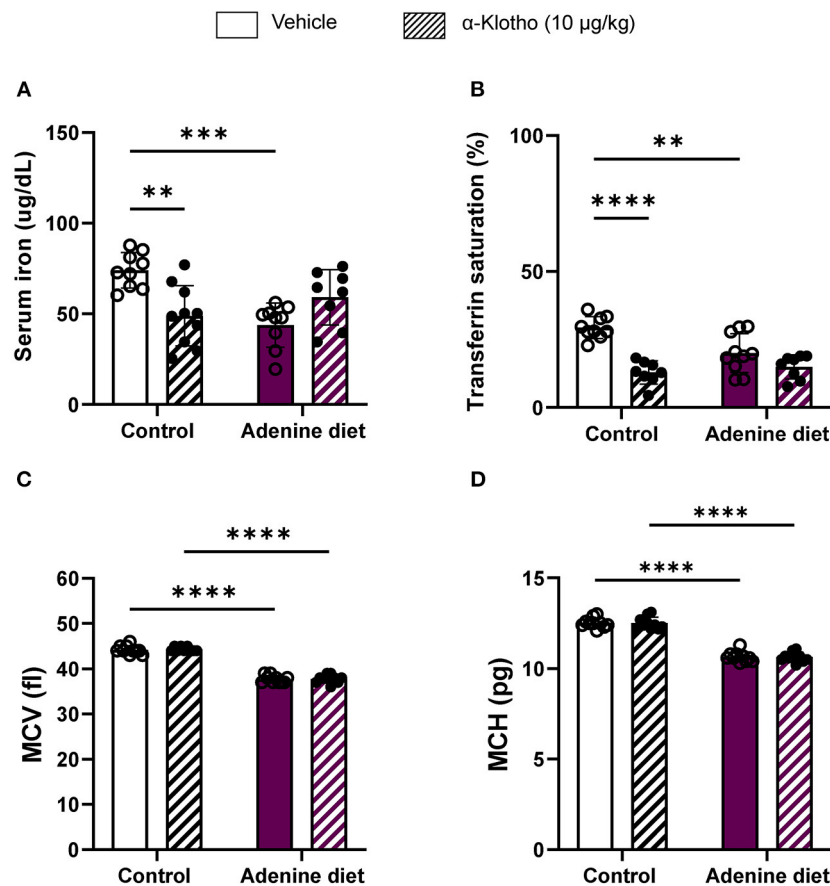 Vehicle α-Klotho (10 µg/kg)
A
Serum iron (ug/dL)
150
100
50
0
***
**
Control Adenine diet
B
Transferrin saturation (%)
100
50
0
**
****
Control Adenine diet
C
MCV (fl)
60
50
40
30
20
10
0
****
****
Control Adenine diet
D
MCH (pg)
15
10
5
0
****
****
Control Adenine diet